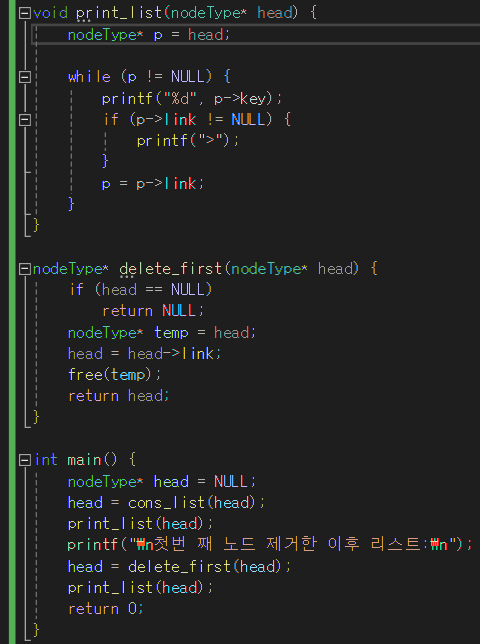 void print_list(nodeType* head) {
nodeType* p = head;
while (p != NULL) {
printf("%d", p->key);
if (p->link != NULL) {
printf(">");
}
p = p->link;
}
}
nodeType* delete_first(nodeType* head) {
if (head == NULL)
return NULL;
nodeType* temp = head;
head = head->link;
free(temp);
return head;
}
int main() {
nodeType* head = NULL;
head = cons_list(head);
print_list(head);
printf("₩n첫번 째 노드 제거한 이후 리스트:₩n");
head = delete_first(head);
print_list(head);
return 0;
}